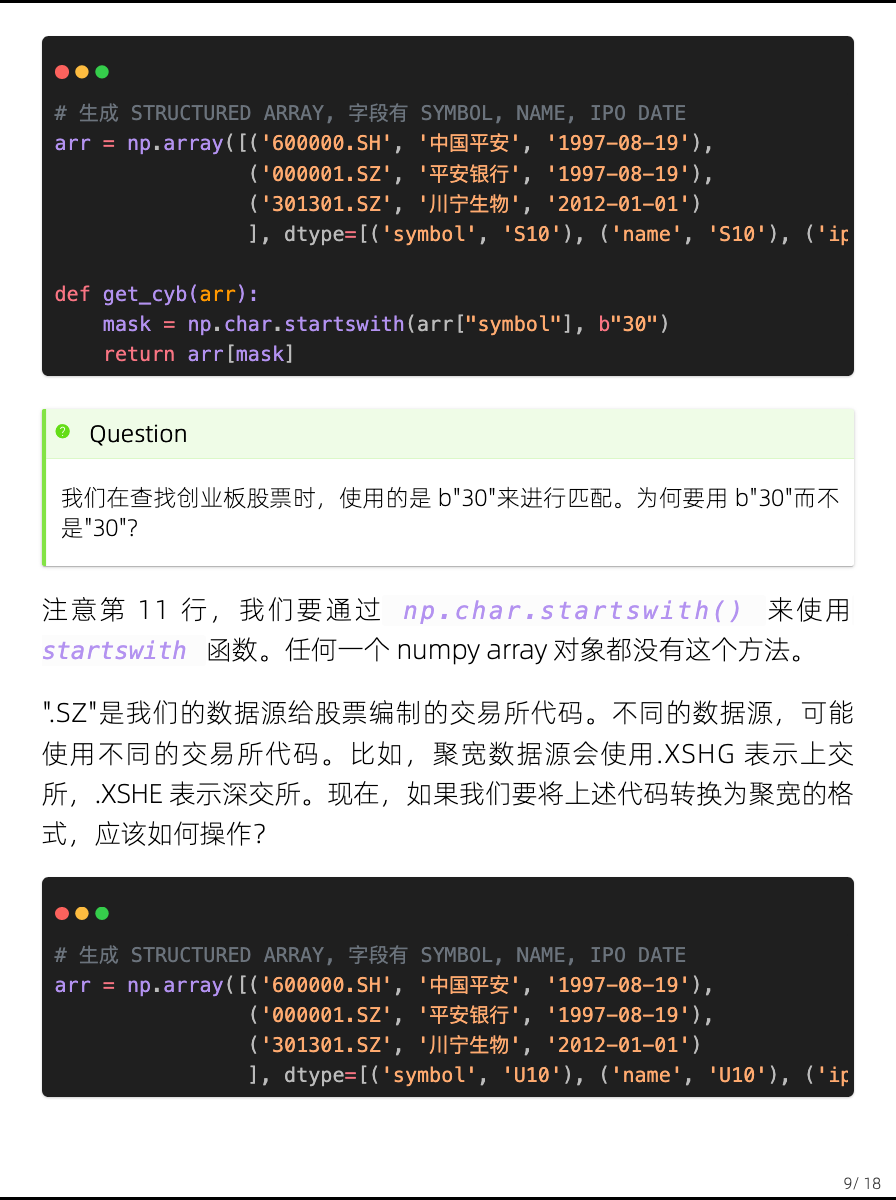 # 生成 STRUCTURED ARRAY, 字段有 SYMBOL, NAME, IPO DATE
arr = np.array([('600000.SH', '中国平安', '1997-08-19'),
                ('000001.SZ', '平安银行', '1997-08-19'),
                ('301301.SZ', '川宁生物', '2012-01-01')
                ], dtype=[('symbol', 'S10'), ('name', 'S10'), ('ip
def get_cyb(arr):
    mask = np.char.startswith(arr["symbol"], b"30")
    return arr[mask]
Question
我们在查找创业板股票时，使用的是 b"30"来进行匹配。为何要用 b"30"而不
是"30"?
注意第 11 行，我们要通过 np.char.startswith() 来使用
startswith 函数。任何一个 numpy array 对象都没有这个方法。
".SZ"是我们的数据源给股票编制的交易所代码。不同的数据源，可能
使用不同的交易所代码。比如，聚宽数据源会使用.XSHG 表示上交
所，.XSHE 表示深交所。现在，如果我们要将上述代码转换为聚宽的格
式，应该如何操作？
# 生成 STRUCTURED ARRAY, 字段有 SYMBOL, NAME, IPO DATE
arr = np.array([('600000.SH', '中国平安', '1997-08-19'),
                ('000001.SZ', '平安银行', '1997-08-19'),
                ('301301.SZ', '川宁生物', '2012-01-01')
                ], dtype=[('symbol', 'U10'), ('name', 'U10'), ('ip
9/ 18